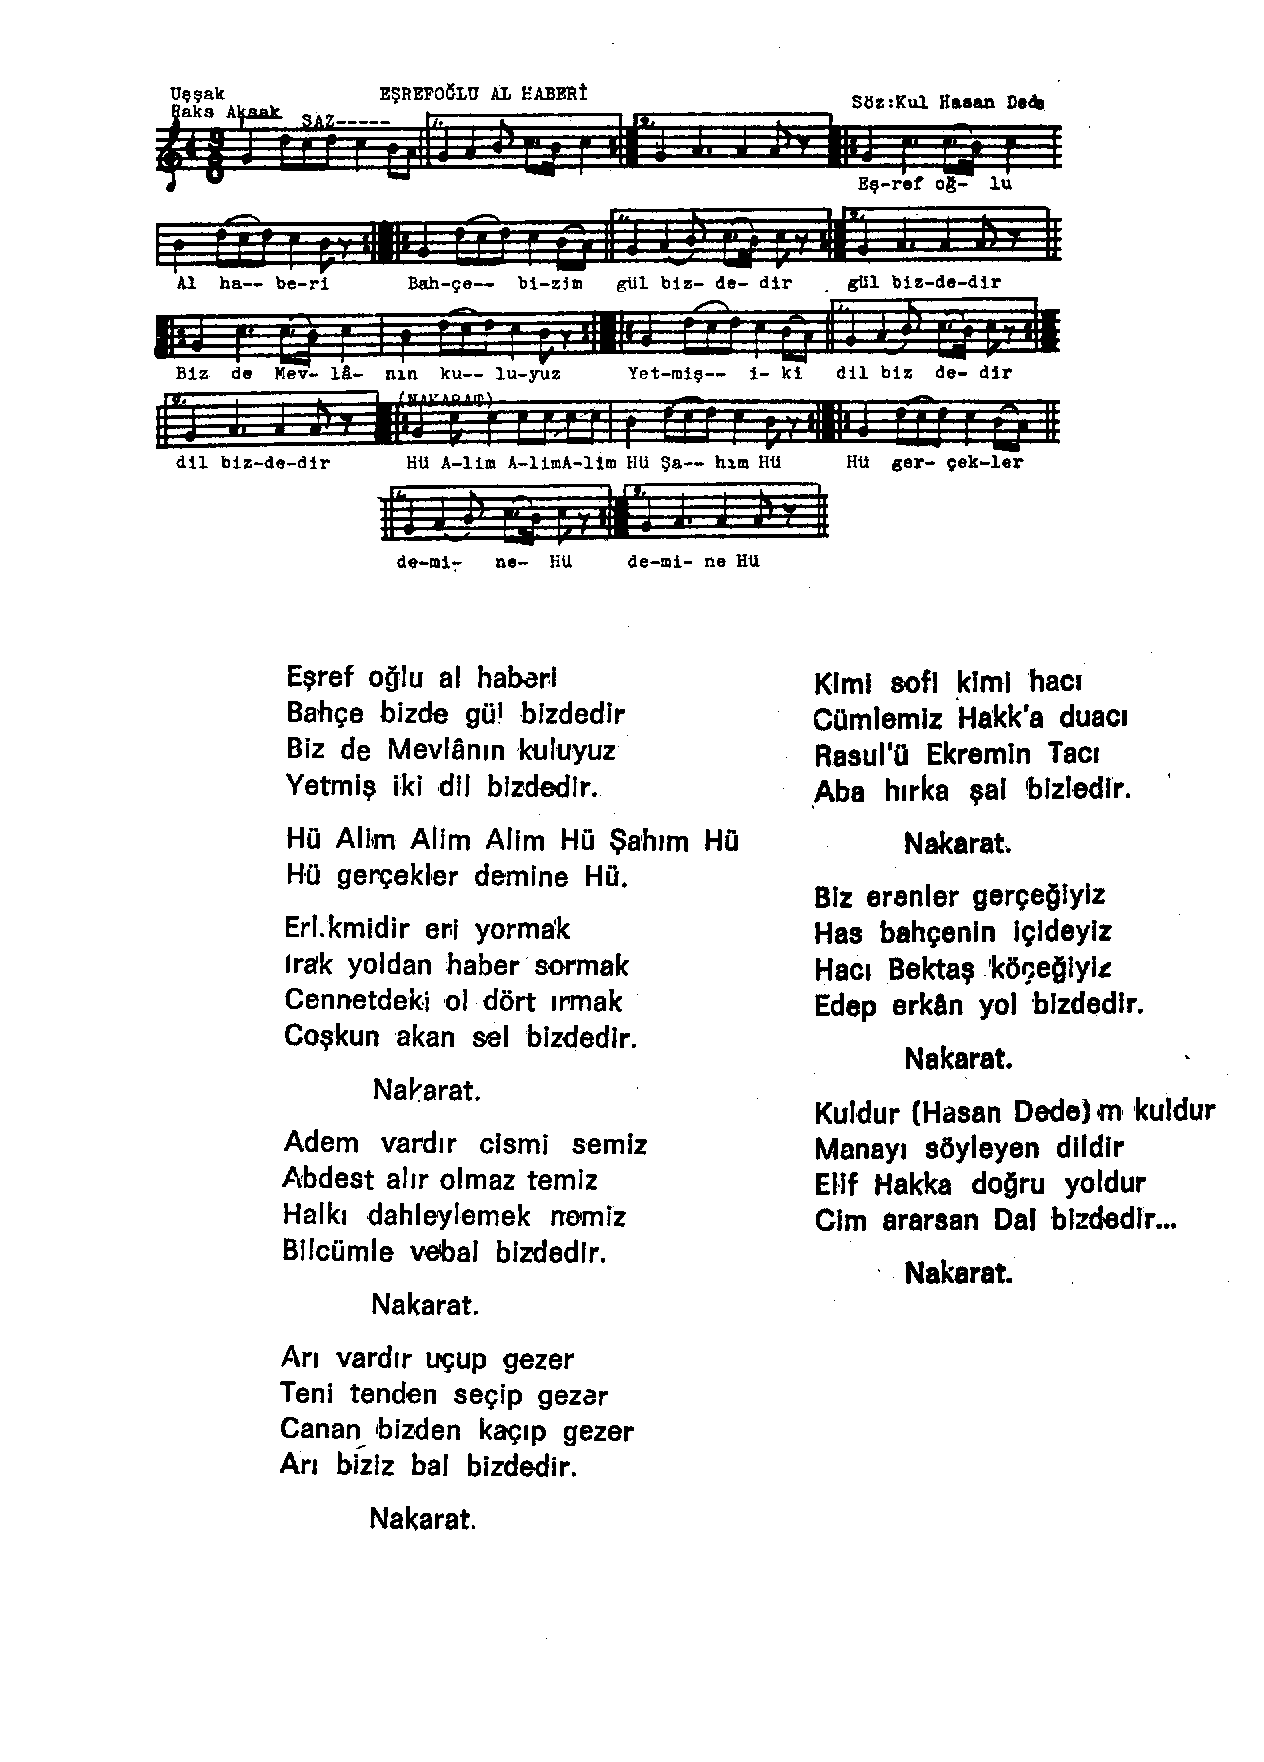 Uşşak
EŞREFOĞLU AL HABERİ
Söz:Kul Hasan Dede
Raks Aksak
SAZ-----
Eş-ref oğ- lu
Al ha-- be-ri Bah-çe-- bi-zim gül biz- de- dir gül biz-de-dir
Biz de Mev- lâ- nın ku-- lu-yuz Yet-miş-- i- ki dil biz de- dir
(NAKARAT)
dil biz-de-dir Hü A-lim A-limA-lim Hü Şa-- hım Hü Hü ger- çek-ler
de-mi- ne- Hü de-mi- ne Hü
Eşref oğlu al haberi
Bahçe bizde gül bizdedir
Biz de Mevlânın kuluyuz
Yetmiş iki dil bizdedir.
Hü Alim Alim Alim Hü Şahım Hü
Hü gerçekler demine Hü.
Eri.kmidir eri yormak
Irak yoldan haber sormak
Cennetdeki ol dört ırmak
Coşkun akan sel bizdedir.
Nakarat.
Adem vardır cismi semiz
Abdest alır olmaz temiz
Halkı dahleylemek nemiz
Bilcümle vebal bizdedir.
Nakarat.
Arı vardır uçup gezer
Teni tenden seçip gezer
Canan bizden kaçıp gezer
Arı biziz bal bizdedir.
Nakarat.
Kimi sofi kimi hacı
Cümlemiz Hakk'a duacı
Rasul'ü Ekremin Tacı
Aba hırka şal bizledir.
Nakarat.
Biz erenler gerçeğiyiz
Has bahçenin içideyiz
Hacı Bektaş köçeğiyiz
Edep erkân yol bizdedir.
Nakarat.
Kuldur (Hasan Dede)m kuldur
Manayı söyleyen dildir
Elif Hakka doğru yoldur
Cim ararsan Dal bizdedir...
Nakarat.